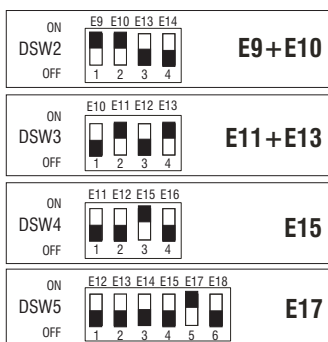 ON
E9 E10 E13 E14
DSW2
E9+E10
OFF
1 2 3 4
ON
E10 E11 E12 E13
DSW3
E11+E13
OFF
1 2 3 4
ON
E11 E12 E15 E16
DSW4
E15
OFF
1 2 3 4
ON
E12 E13 E14 E15 E17 E18
DSW5
E17
OFF
1 2 3 4 5 6